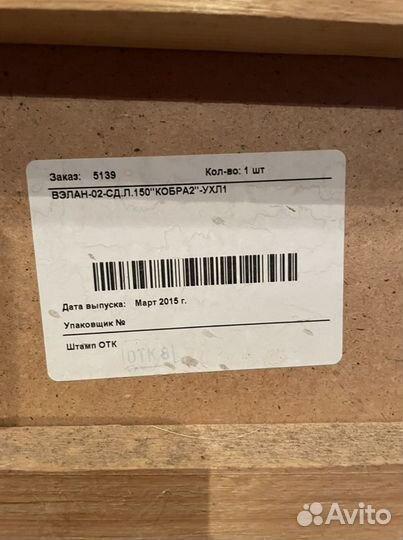 Заказ: 5139 Кол-во: 1 шт
ВЭЛАН-02-СД.Л.150"КОБРА2"-УХЛ1
Дата выпуска: Март 2015 г.
Упаковщик №
Штамп ОТК
ОТК 8
Avito